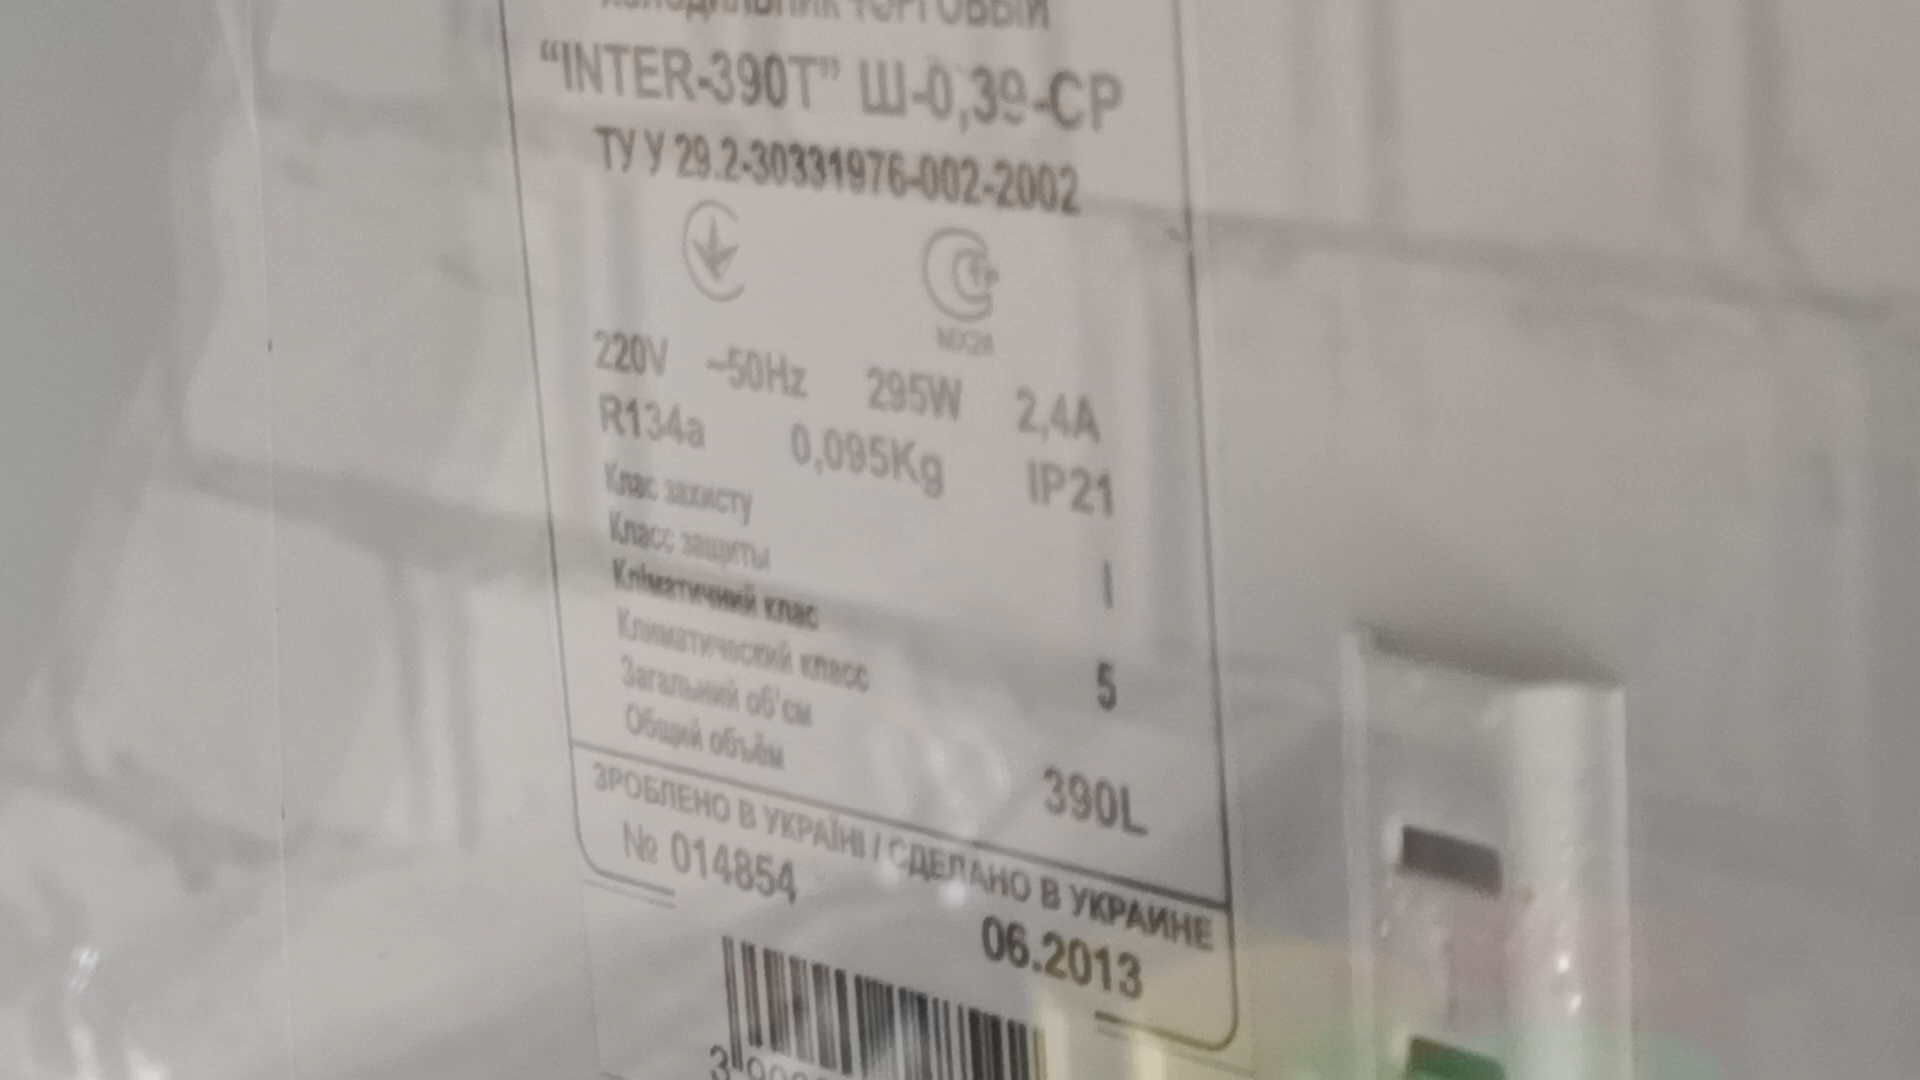 ХОЛОДИЛЬНИК ТОРГОВЫЙ
“INTER-390T” Ш-0,39-СР
ТУ У 29.2-30331976-002-2002
220V ~50Hz 295W 2,4A
R134a 0,095Kg IP21
Клас захисту
Класс защиты I
Кліматичний клас
Климатический класс 5
Загальний об'єм
Общий объём 390L
ЗРОБЛЕНО В УКРАЇНІ / СДЕЛАНО В УКРАИНЕ
№ 014854
06.2013